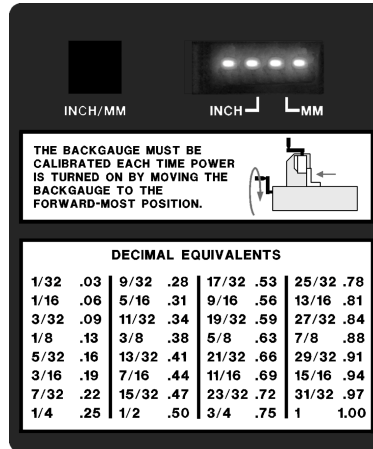 INCH/MM
INCH MM
THE BACKGAUGE MUST BE
CALIBRATED EACH TIME POWER
IS TURNED ON BY MOVING THE
BACKGAUGE TO THE
FORWARD-MOST POSITION.
DECIMAL EQUIVALENTS
1/32 .03 9/32 .28 17/32 .53 25/32 .78
1/16 .06 5/16 .31 9/16 .56 13/16 .81
3/32 .09 11/32 .34 19/32 .59 27/32 .84
1/8 .13 3/8 .38 5/8 .63 7/8 .88
5/32 .16 13/32 .41 21/32 .66 29/32 .91
3/16 .19 7/16 .44 11/16 .69 15/16 .94
7/32 .22 15/32 .47 23/32 .72 31/32 .97
1/4 .25 1/2 .50 3/4 .75 1 1.00